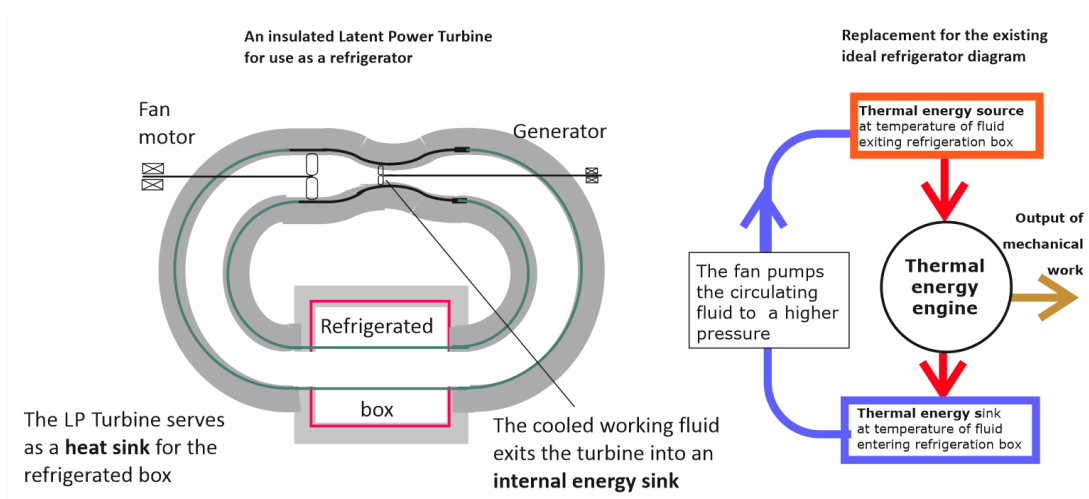 An insulated Latent Power Turbine
for use as a refrigerator
Fan
motor
Generator
Refrigerated
box
The LP Turbine serves
as a heat sink for the
refrigerated box
The cooled working fluid
exits the turbine into an
internal energy sink
Replacement for the existing
ideal refrigerator diagram
Thermal energy source
at temperature of fluid
exiting refrigeration box
Output of
mechanical
work
Thermal
energy
engine
The fan pumps
the circulating
fluid to a higher
pressure
Thermal energy sink
at temperature of fluid
entering refrigeration box